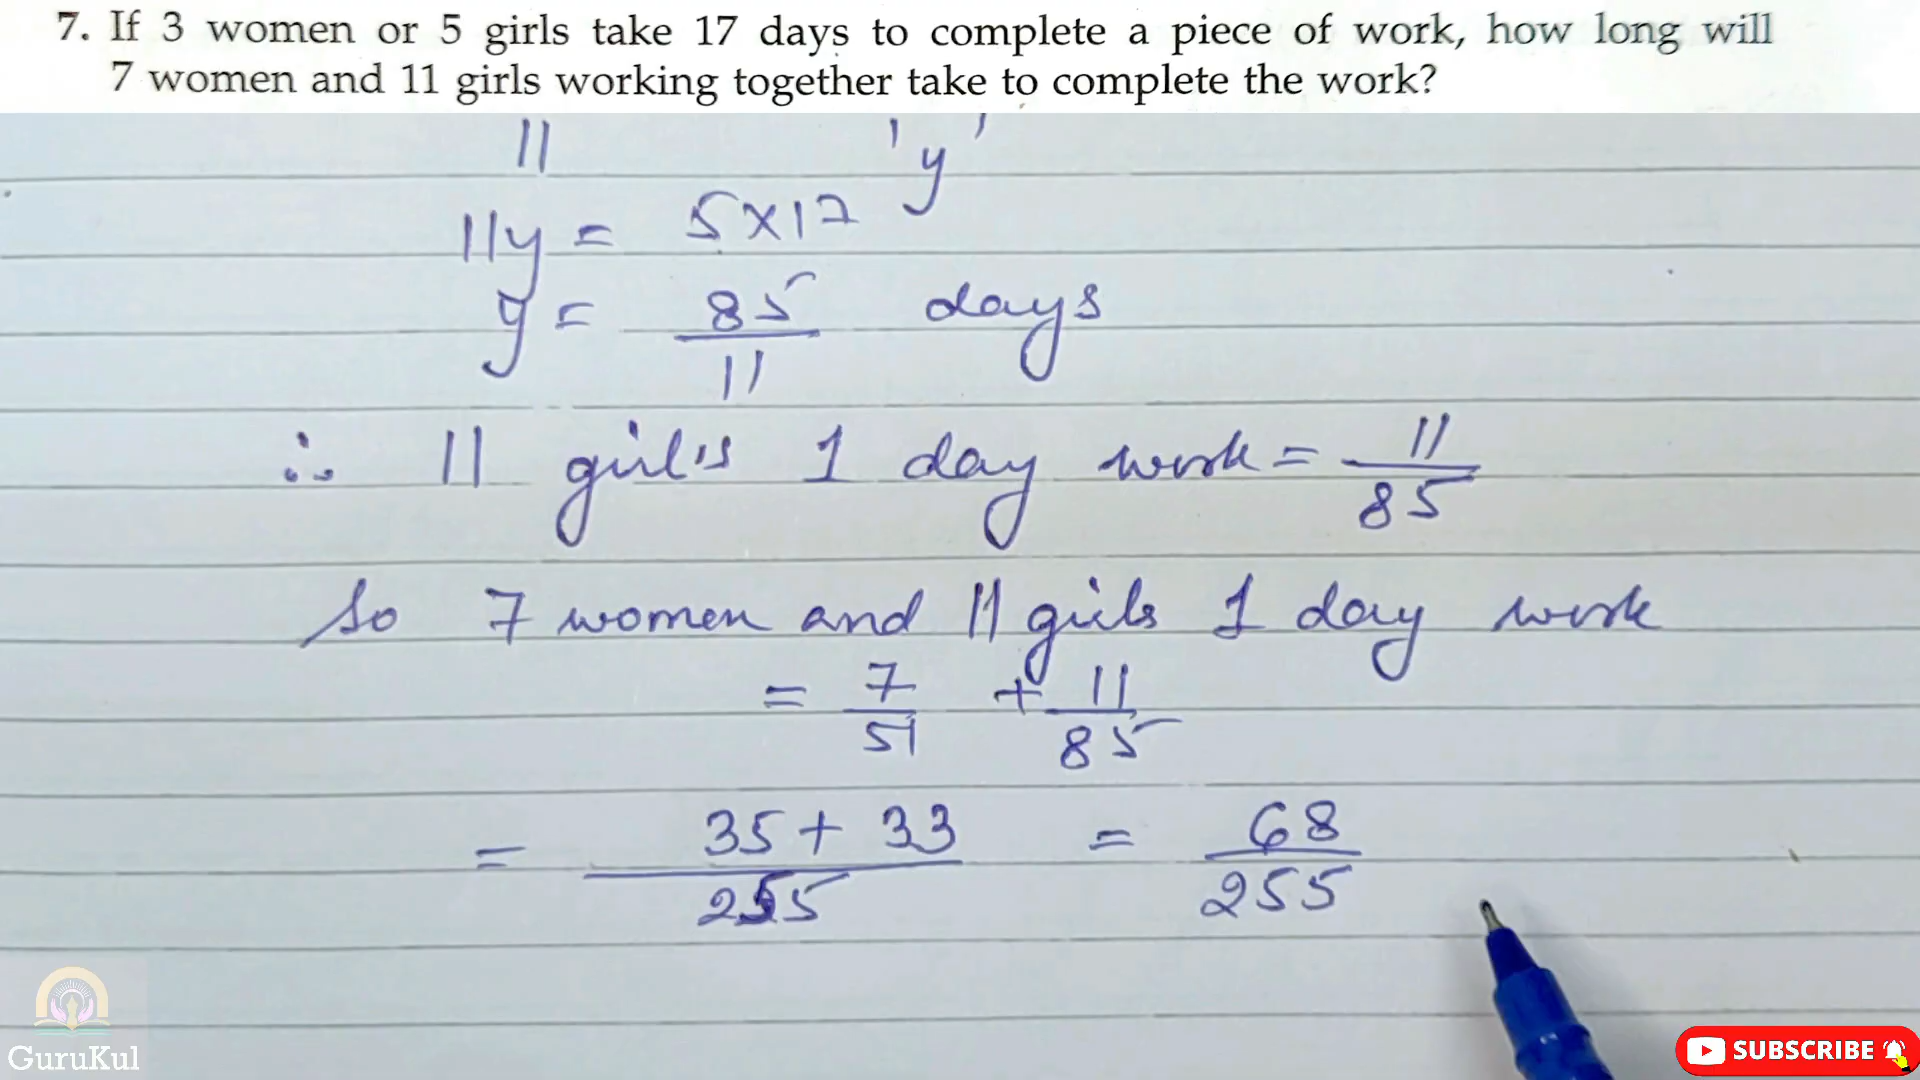 7. If 3 women or 5 girls take 17 days to complete a piece of work, how long will
7 women and 11 girls working together take to complete the work?
11 'y'
11y = 5×17
y = 85/11 days
∴ 11 girl's 1 day work = 11/85
So 7 women and 11 girls 1 day work
= 7/51 + 11/85
= 35 + 33/255 = 68/255
GuruKul
SUBSCRIBE